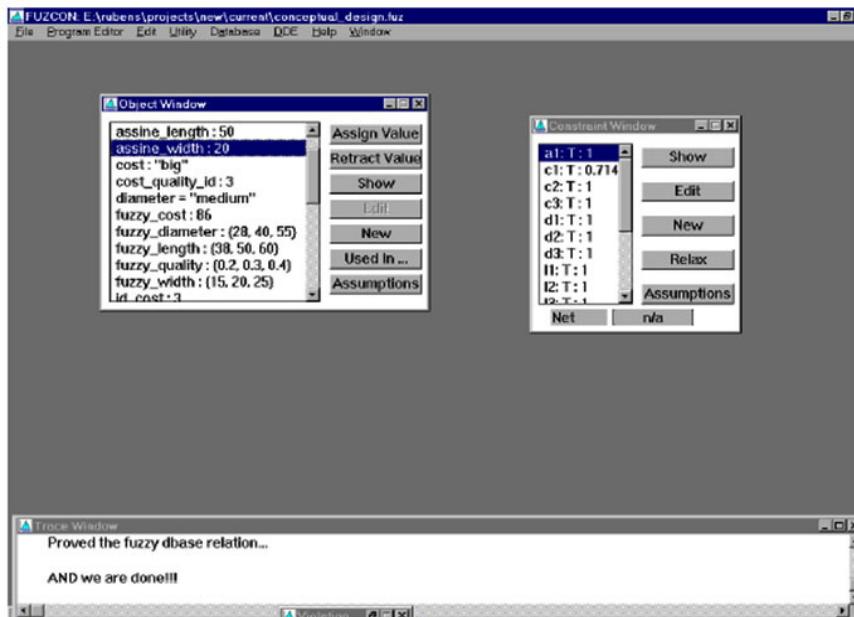 FUZCON: E:\rubens\projects\new\current\conceptual_design.fuz
File Program Editor Edit Utility Database DDE Help Window
Object Window
assine_length : 50
assine_width : 20
cost : "big"
cost_quality_id : 3
diameter = "medium"
fuzzy_cost : 86
fuzzy_diameter : (28, 40, 55)
fuzzy_length : (38, 50, 60)
fuzzy_quality : (0.2, 0.3, 0.4)
fuzzy_width : (15, 20, 25)
id_cost : 3
Assign Value
Retract Value
Show
Edit
New
Used In ...
Assumptions
Constraint Window
a1: T : 1
c1: T : 0.714
c2: T : 1
c3: T : 1
d1: T : 1
d2: T : 1
d3: T : 1
l1: T : 1
l2: T : 1
l3: T : 1
Show
Edit
New
Relax
Assumptions
Net n/a
Trace Window
Proved the fuzzy dbase relation...
AND we are done!!!
Violation